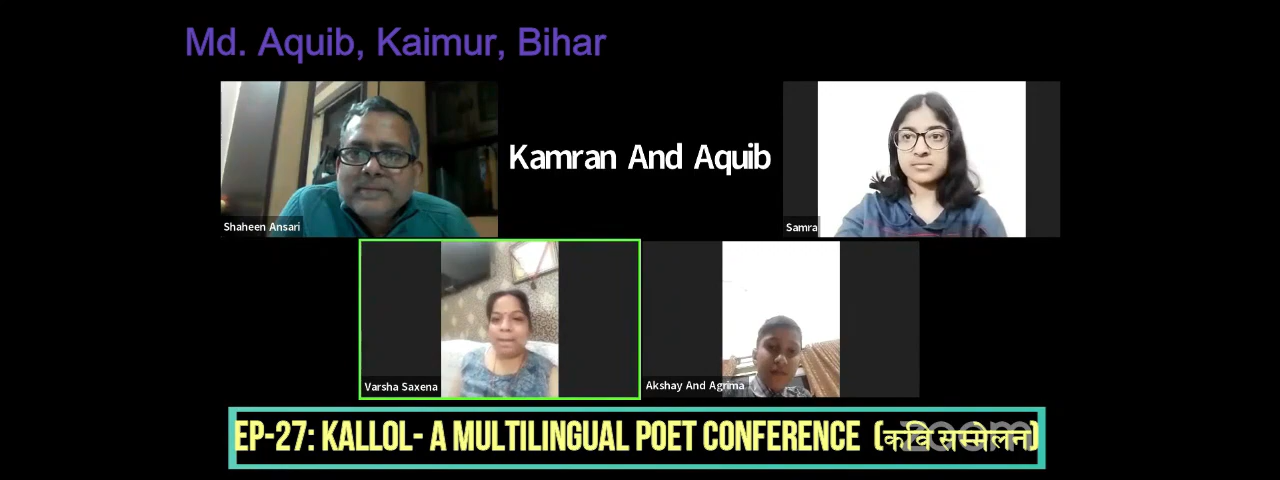 Md. Aquib, Kaimur, Bihar
Kamran And Aquib
Shaheen Ansari
Samra
Varsha Saxena
Akshay And Agrima
EP-27: KALLOL- A MULTILINGUAL POET CONFERENCE (कवि सम्मेलन)
zoom